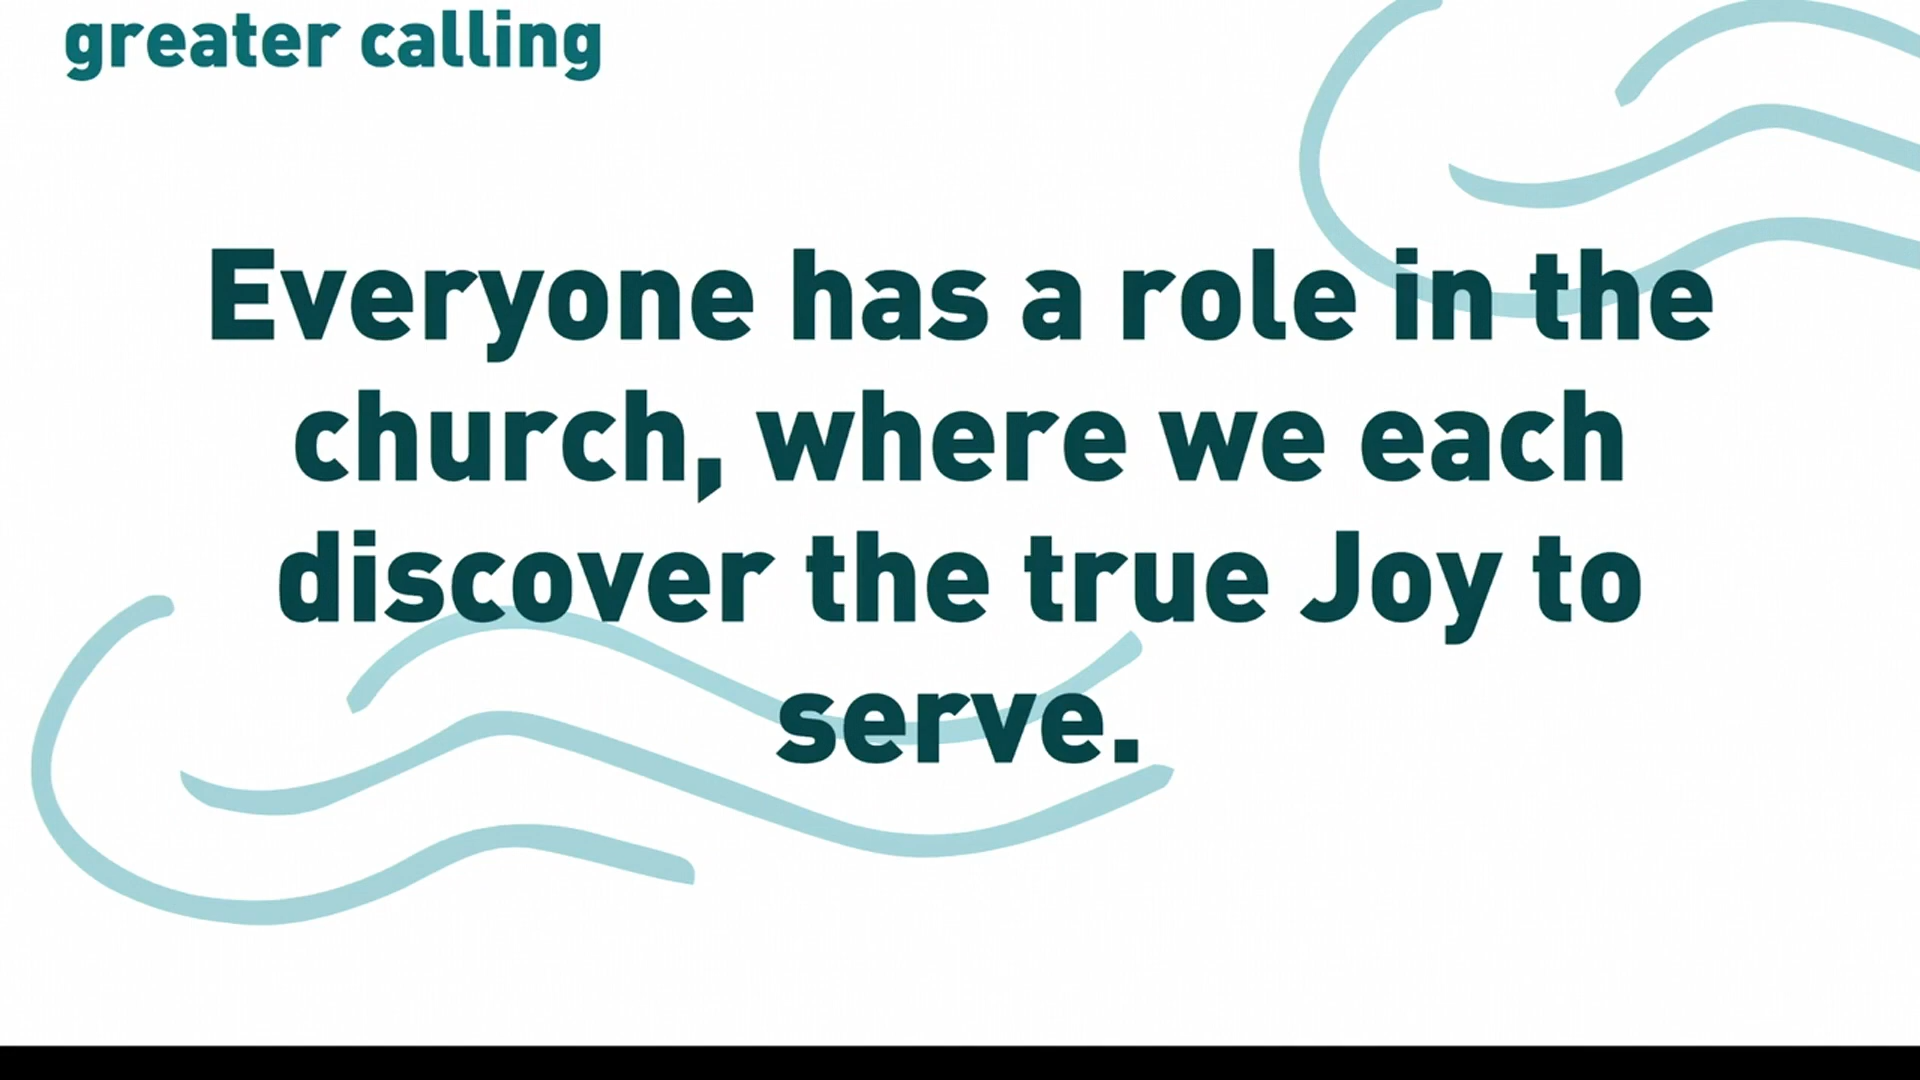 greater calling
Everyone has a role in the
church, where we each
discover the true Joy to
serve.